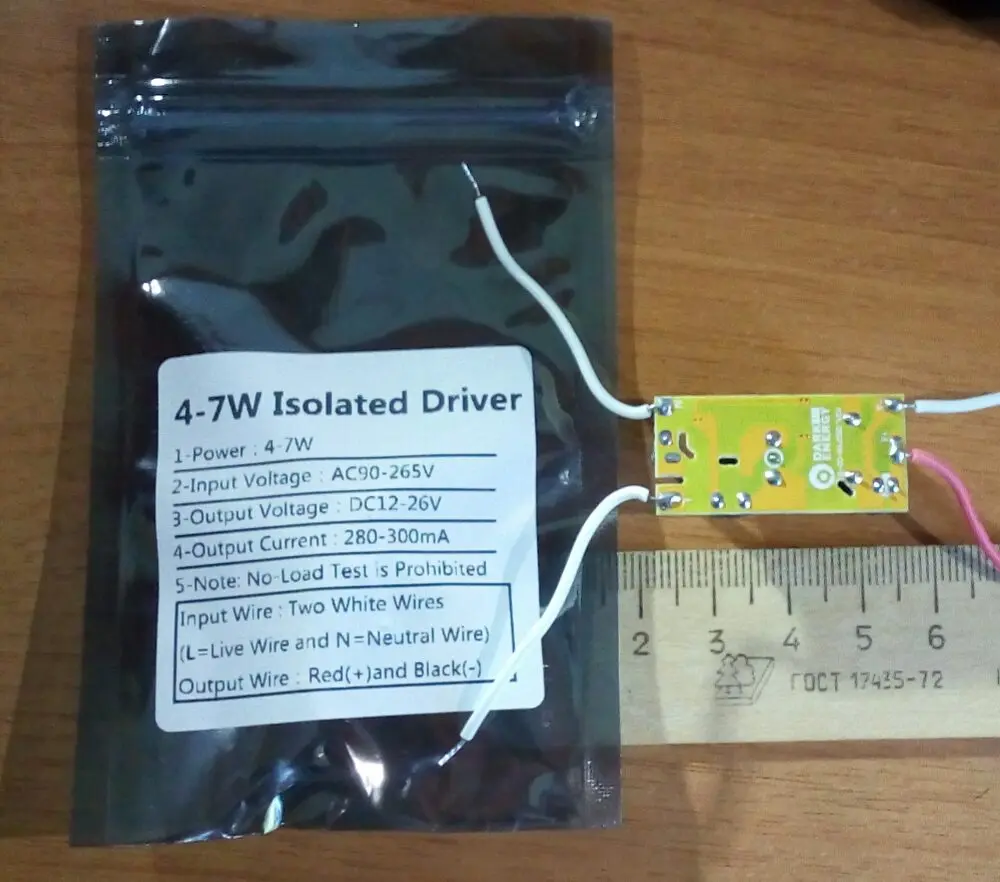 4-7W Isolated Driver
1-Power : 4-7W
2-Input Voltage : AC90-265V
3-Output Voltage : DC12-26V
4-Output Current : 280-300mA
5-Note: No-Load Test is Prohibited
Input Wire : Two White Wires
(L=Live Wire and N=Neutral Wire)
Output Wire : Red(+)and Black(-)
ENERGY
2 3 4 5 6
ГОСТ 17435-72